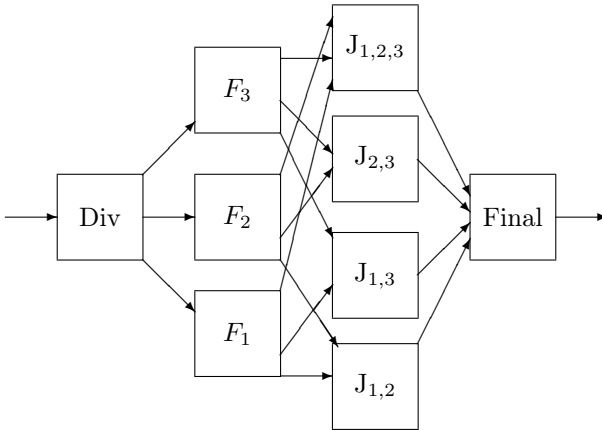 Div
F₃
F₂
F₁
J₁,₂,₃
J₂,₃
J₁,₃
J₁,₂
Final